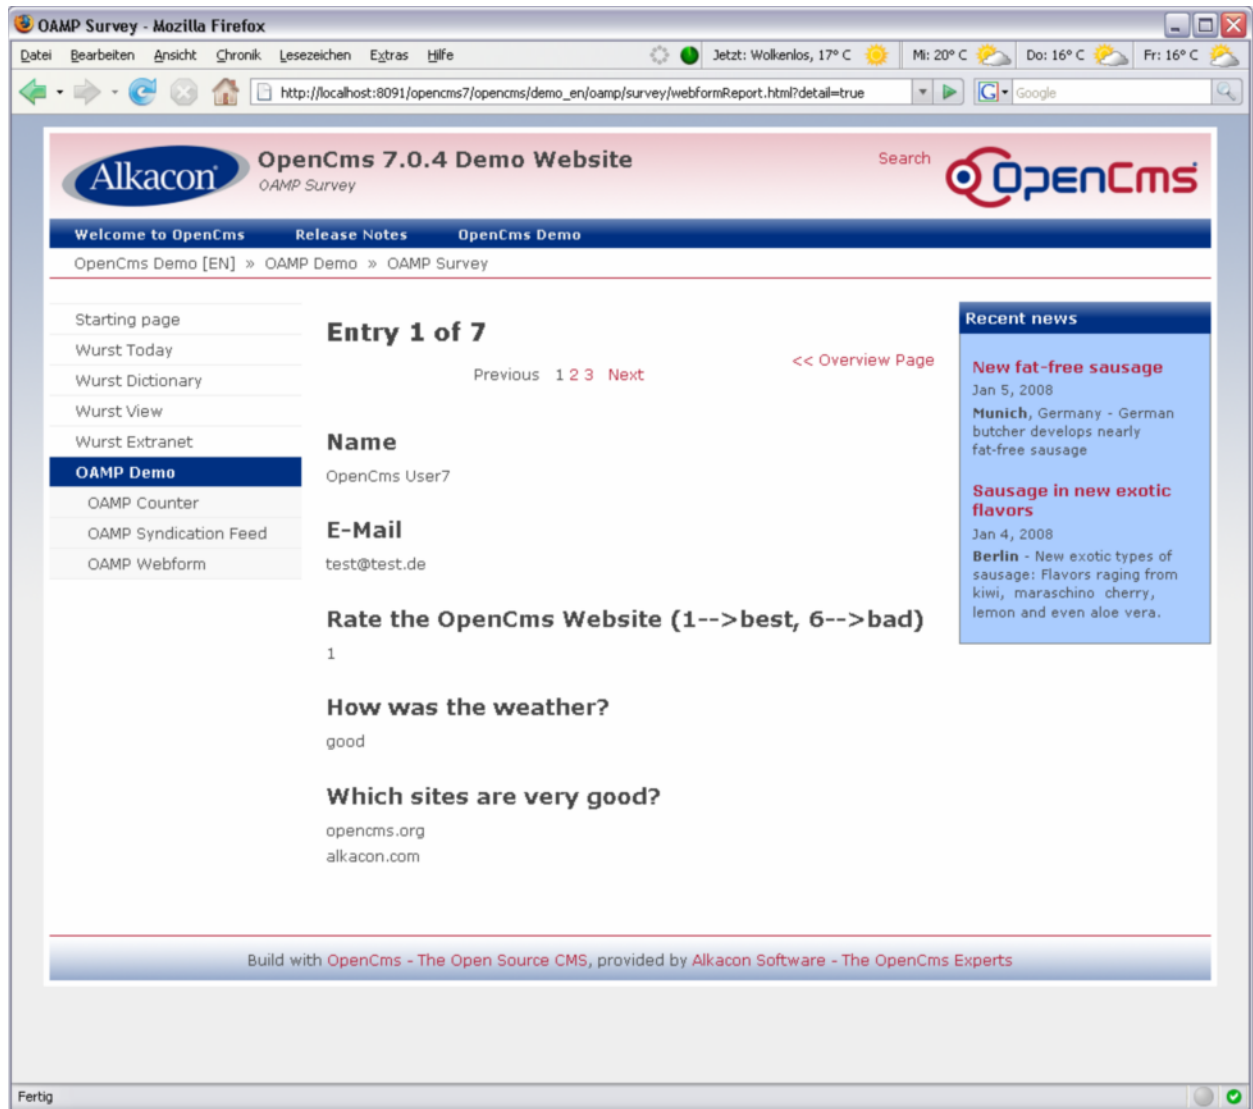 OAMP Survey - Mozilla Firefox
Datei Bearbeiten Ansicht Chronik Lesezeichen Extras Hilfe Jetzt: Wolkenlos, 17° C Mi: 20° C Do: 16° C Fr: 16° C
http://localhost:8091/opencms7/opencms/demo_en/oamp/survey/webformReport.html?detail=true G Google
Alkacon
OpenCms 7.0.4 Demo Website
OAMP Survey
Search
OpenCms
Welcome to OpenCms Release Notes OpenCms Demo
OpenCms Demo [EN] » OAMP Demo » OAMP Survey
Starting page
Wurst Today
Wurst Dictionary
Wurst View
Wurst Extranet
OAMP Demo
OAMP Counter
OAMP Syndication Feed
OAMP Webform
Entry 1 of 7
<< Overview Page
Previous 1 2 3 Next
Name
OpenCms User7
E-Mail
test@test.de
Rate the OpenCms Website (1-->best, 6-->bad)
1
How was the weather?
good
Which sites are very good?
opencms.org
alkacon.com
Recent news
New fat-free sausage
Jan 5, 2008
Munich, Germany - German
butcher develops nearly
fat-free sausage
Sausage in new exotic
flavors
Jan 4, 2008
Berlin - New exotic types of
sausage: Flavors raging from
kiwi, maraschino cherry,
lemon and even aloe vera.
Build with OpenCms - The Open Source CMS, provided by Alkacon Software - The OpenCms Experts
Fertig